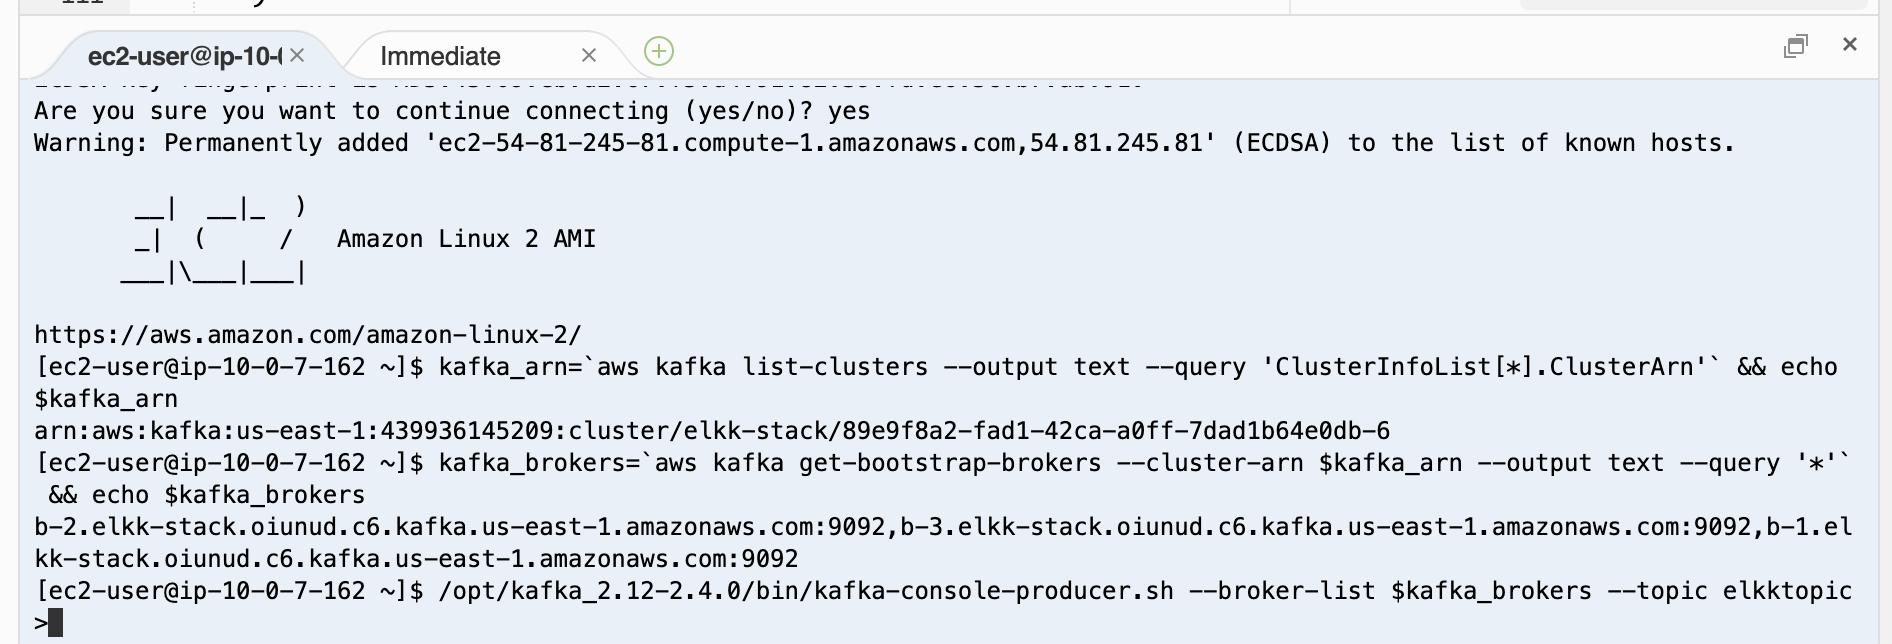 ec2-user@ip-10-
Immediate
Are you sure you want to continue connecting (yes/no)? yes
Warning: Permanently added 'ec2-54-81-245-81.compute-1.amazonaws.com,54.81.245.81' (ECDSA) to the list of known hosts.
       __|  __|_  )
       _|  (     /   Amazon Linux 2 AMI
      ___|\___|___|
https://aws.amazon.com/amazon-linux-2/
[ec2-user@ip-10-0-7-162 ~]$ kafka_arn=`aws kafka list-clusters --output text --query 'ClusterInfoList[*].ClusterArn'` && echo
$kafka_arn
arn:aws:kafka:us-east-1:439936145209:cluster/elkk-stack/89e9f8a2-fad1-42ca-a0ff-7dad1b64e0db-6
[ec2-user@ip-10-0-7-162 ~]$ kafka_brokers=`aws kafka get-bootstrap-brokers --cluster-arn $kafka_arn --output text --query '*'`
 && echo $kafka_brokers
b-2.elkk-stack.oiunud.c6.kafka.us-east-1.amazonaws.com:9092,b-3.elkk-stack.oiunud.c6.kafka.us-east-1.amazonaws.com:9092,b-1.el
kk-stack.oiunud.c6.kafka.us-east-1.amazonaws.com:9092
[ec2-user@ip-10-0-7-162 ~]$ /opt/kafka_2.12-2.4.0/bin/kafka-console-producer.sh --broker-list $kafka_brokers --topic elkktopic
>